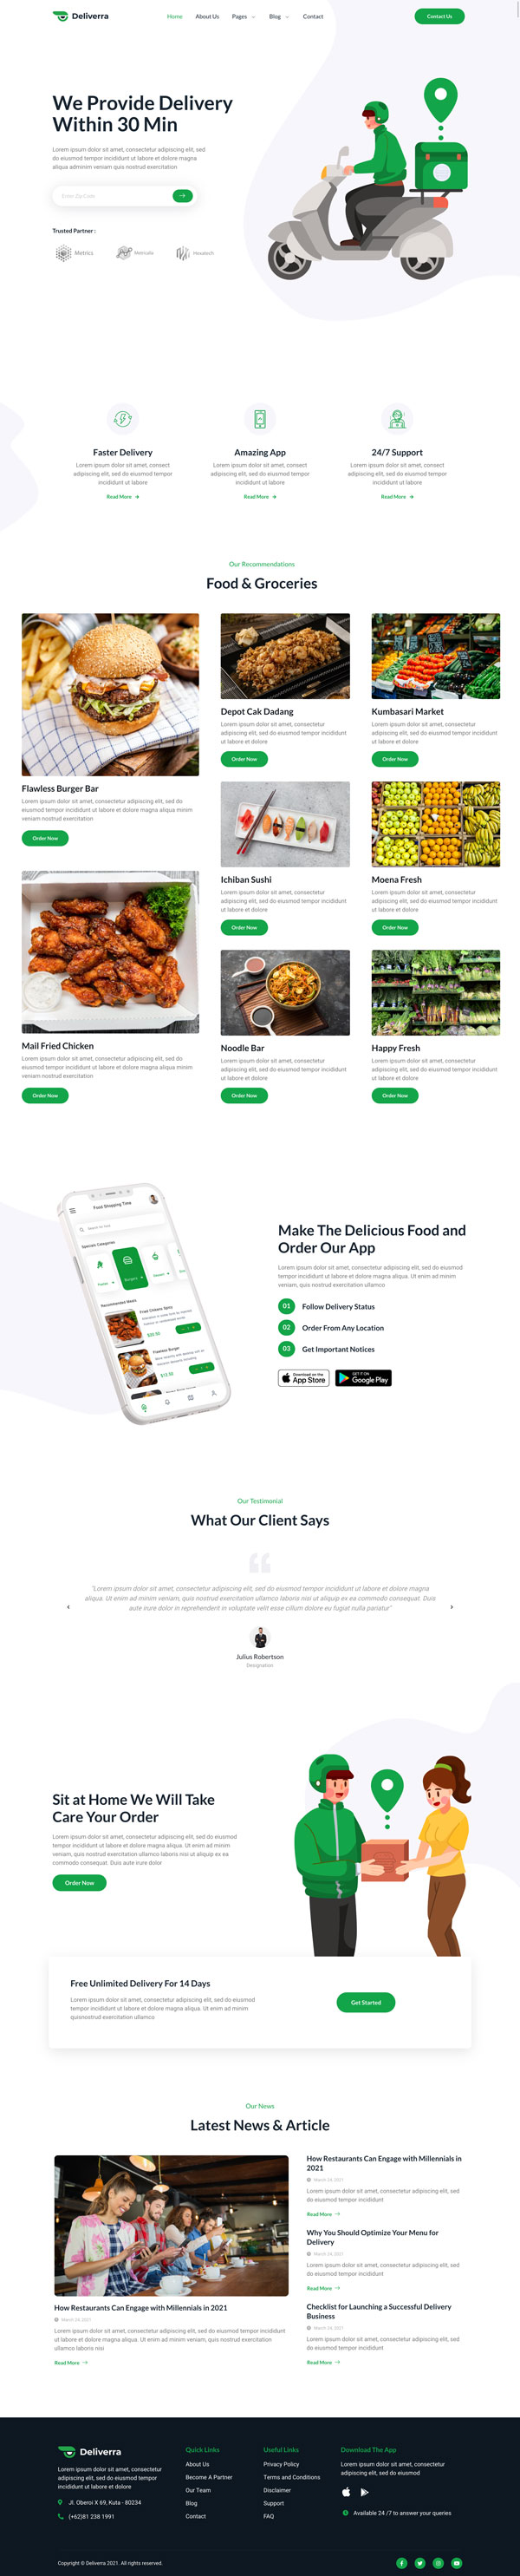 Deliverra
Home About Us Pages Blog Contact
Contact Us
We Provide Delivery
Within 30 Min
Lorem ipsum dolor sit amet, consectetur adipiscing elit, sed
do eiusmod tempor incididunt ut labore et dolore magna
aliqua adminim veniam quis nostrud exercitation
Enter Zip Code
Trusted Partner :
Metrics Hexatech
Faster Delivery
Lorem ipsum dolor sit amet, consect
adipiscing elit, sed do eiusmod tempor
incididunt ut labore
Read More
Amazing App
Lorem ipsum dolor sit amet, consect
adipiscing elit, sed do eiusmod tempor
incididunt ut labore
Read More
24/7 Support
Lorem ipsum dolor sit amet, consect
adipiscing elit, sed do eiusmod tempor
incididunt ut labore
Read More
Our Recommendations
Food & Groceries
Flawless Burger Bar
Lorem ipsum dolor sit amet, consectetur adipiscing elit, sed do
eiusmod tempor incididunt ut labore et dolore magna aliqua minim
veniam nostrud exercitation
Order Now
Mail Fried Chicken
Lorem ipsum dolor sit amet, consectetur adipiscing elit, sed do
eiusmod tempor incididunt ut labore et dolore magna aliqua minim
veniam nostrud exercitation
Order Now
Depot Cak Dadang
Lorem ipsum dolor sit amet, consectetur
adipiscing elit, sed do eiusmod tempor incididunt
ut labore et dolore
Order Now
Ichiban Sushi
Lorem ipsum dolor sit amet, consectetur
adipiscing elit, sed do eiusmod tempor incididunt
ut labore et dolore
Order Now
Noodle Bar
Lorem ipsum dolor sit amet, consectetur
adipiscing elit, sed do eiusmod tempor incididunt
ut labore et dolore
Order Now
Kumbasari Market
Lorem ipsum dolor sit amet, consectetur
adipiscing elit, sed do eiusmod tempor incididunt
ut labore et dolore
Order Now
Moena Fresh
Lorem ipsum dolor sit amet, consectetur
adipiscing elit, sed do eiusmod tempor incididunt
ut labore et dolore
Order Now
Happy Fresh
Lorem ipsum dolor sit amet, consectetur
adipiscing elit, sed do eiusmod tempor incididunt
ut labore et dolore
Order Now
Food Shopping Time
Specials Categories
Burgers
Recommended Meals
Fried Chickens Spicy
Flawless Burger
$12.50
Make The Delicious Food and
Order Our App
Lorem ipsum dolor sit amet, consectetur adipiscing elit, sed do eiusmod
tempor incididunt ut labore et dolore magna aliqua. Ut enim ad minim
veniam, quis nostrud exercitation ullamco
01 Follow Delivery Status
02 Order From Any Location
03 Get Important Notices
Download on the
App Store
GET IT ON
Google Play
Our Testimonial
What Our Client Says
"Lorem ipsum dolor sit amet, consectetur adipiscing elit, sed do eiusmod tempor incididunt ut labore et dolore magna
aliqua. Ut enim ad minim veniam, quis nostrud exercitation ullamco laboris nisi ut aliquip ex ea commodo consequat. Duis
aute irure dolor in reprehenderit in voluptate velit esse cillum dolore eu fugiat nulla pariatur"
Julius Robertson
Designation
Sit at Home We Will Take
Care Your Order
Lorem ipsum dolor sit amet, consectetur adipiscing elit, sed do eiusmod
tempor incididunt ut labore et dolore magna aliqua. Ut enim ad minim
veniam, quis nostrud exercitation ullamco laboris nisi ut aliquip ex ea
commodo consequat. Duis aute irure dolor
Order Now
Free Unlimited Delivery For 14 Days
Lorem ipsum dolor sit amet, consectetur adipiscing elit, sed do eiusmod
tempor incididunt ut labore et dolore magna aliqua. Ut enim ad minim
quisnostrud exercitation ullamco
Get Started
Our News
Latest News & Article
How Restaurants Can Engage with Millennials in 2021
March 24, 2021
Lorem ipsum dolor sit amet, consectetur adipiscing elit, sed do eiusmod tempor incididunt
ut labore et dolore magna aliqua. Ut enim ad minim veniam, quis nostrud exercitation
ullamco laboris nisi
Read More
How Restaurants Can Engage with Millennials in
2021
March 24, 2021
Lorem ipsum dolor sit amet, consectetur adipiscing elit, sed
do eiusmod tempor incididunt
Read More
Why You Should Optimize Your Menu for
Delivery
March 24, 2021
Lorem ipsum dolor sit amet, consectetur adipiscing elit, sed
do eiusmod tempor incididunt
Read More
Checklist for Launching a Successful Delivery
Business
March 24, 2021
Lorem ipsum dolor sit amet, consectetur adipiscing elit, sed
do eiusmod tempor incididunt
Read More
Deliverra
Lorem ipsum dolor sit amet, consectetur
adipiscing elit, sed do eiusmod tempor
incididunt ut labore et dolore
Jl. Oberoi X 69, Kuta - 80234
(+62)81 238 1991
Quick Links
About Us
Become A Partner
Our Team
Blog
Contact
Useful Links
Privacy Policy
Terms and Conditions
Disclaimer
Support
FAQ
Download The App
Lorem ipsum dolor sit amet, consectetur
adipiscing elit, sed do eiusmod
Available 24 /7 to answer your queries
Copyright © Deliverra 2021. All rights reserved.